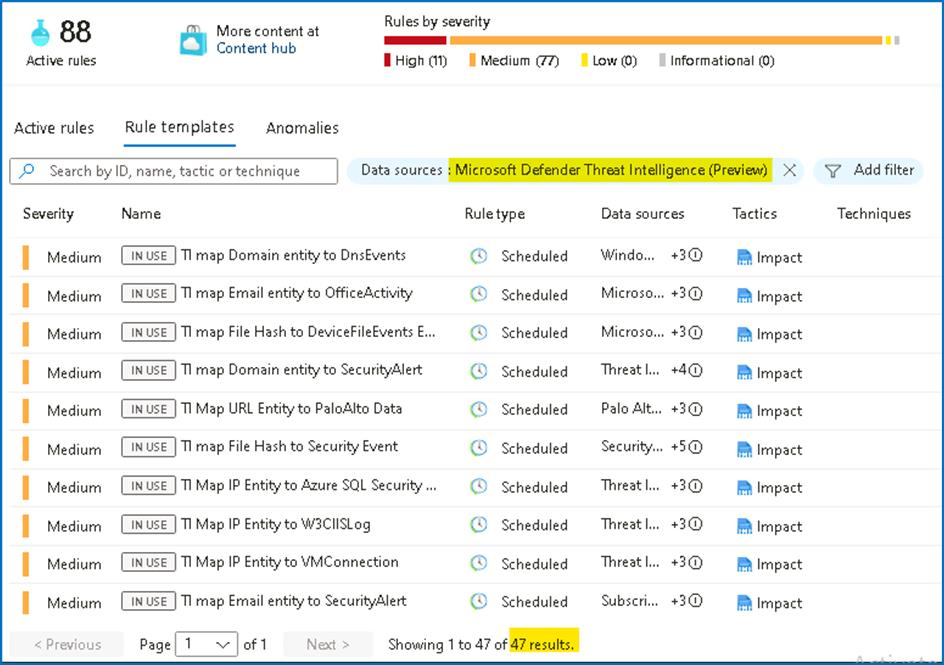 88
Active rules
More content at
Content hub
Rules by severity
High (11) Medium (77) Low (0) Informational (0)
Active rules Rule templates Anomalies
Search by ID, name, tactic or technique Data sources : Microsoft Defender Threat Intelligence (Preview) Add filter
Severity Name Rule type Data sources Tactics Techniques
Medium IN USE TI map Domain entity to DnsEvents Scheduled Windo... +3 Impact
Medium IN USE TI map Email entity to OfficeActivity Scheduled Microso... +3 Impact
Medium IN USE TI map File Hash to DeviceFileEvents E... Scheduled Microso... +3 Impact
Medium IN USE TI map Domain entity to SecurityAlert Scheduled Threat I... +4 Impact
Medium IN USE TI Map URL Entity to PaloAlto Data Scheduled Palo Alt... +3 Impact
Medium IN USE TI map File Hash to Security Event Scheduled Security... +5 Impact
Medium IN USE TI Map IP Entity to Azure SQL Security ... Scheduled Threat I... +3 Impact
Medium IN USE TI Map IP Entity to W3CIISLog Scheduled Threat I... +3 Impact
Medium IN USE TI Map IP Entity to VMConnection Scheduled Threat I... +3 Impact
Medium IN USE TI map Email entity to SecurityAlert Scheduled Subscri... +3 Impact
< Previous Page 1 of 1 Next > Showing 1 to 47 of 47 results.